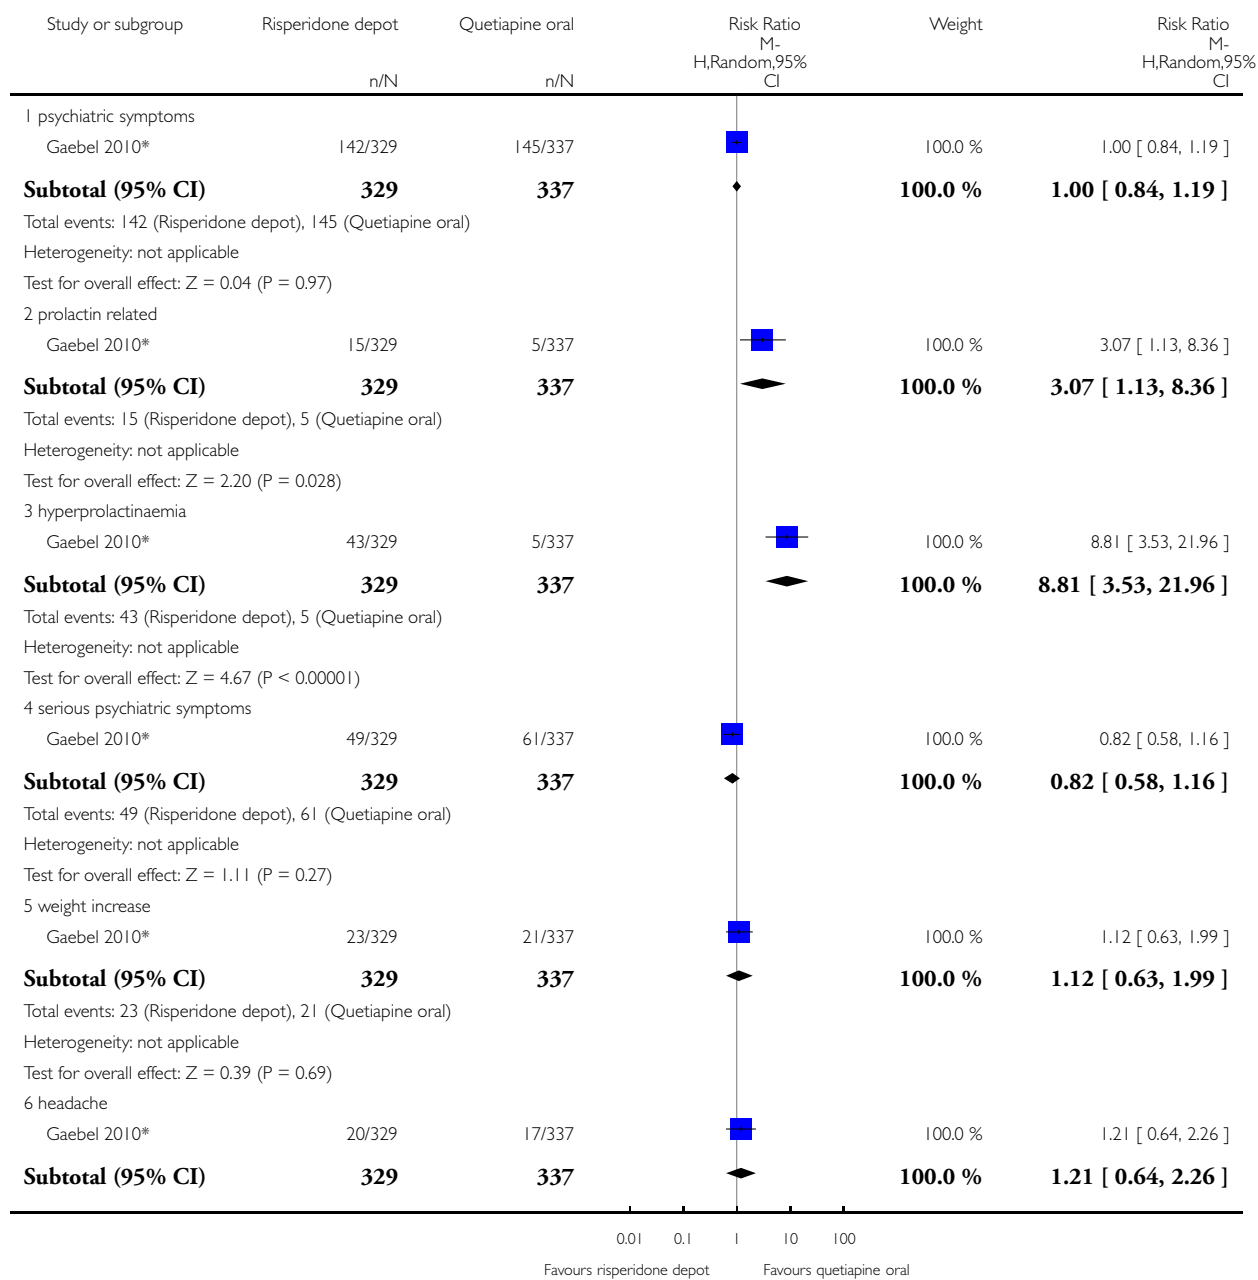 Study or subgroup Risperidone depot Quetiapine oral Risk Ratio Weight Risk Ratio
M- M-
H,Random,95% H,Random,95%
n/N n/N CI CI
1 psychiatric symptoms
Gaebel 2010* 142/329 145/337 100.0 % 1.00 [ 0.84, 1.19 ]
Subtotal (95% CI) 329 337 100.0 % 1.00 [ 0.84, 1.19 ]
Total events: 142 (Risperidone depot), 145 (Quetiapine oral)
Heterogeneity: not applicable
Test for overall effect: Z = 0.04 (P = 0.97)
2 prolactin related
Gaebel 2010* 15/329 5/337 100.0 % 3.07 [ 1.13, 8.36 ]
Subtotal (95% CI) 329 337 100.0 % 3.07 [ 1.13, 8.36 ]
Total events: 15 (Risperidone depot), 5 (Quetiapine oral)
Heterogeneity: not applicable
Test for overall effect: Z = 2.20 (P = 0.028)
3 hyperprolactinaemia
Gaebel 2010* 43/329 5/337 100.0 % 8.81 [ 3.53, 21.96 ]
Subtotal (95% CI) 329 337 100.0 % 8.81 [ 3.53, 21.96 ]
Total events: 43 (Risperidone depot), 5 (Quetiapine oral)
Heterogeneity: not applicable
Test for overall effect: Z = 4.67 (P < 0.00001)
4 serious psychiatric symptoms
Gaebel 2010* 49/329 61/337 100.0 % 0.82 [ 0.58, 1.16 ]
Subtotal (95% CI) 329 337 100.0 % 0.82 [ 0.58, 1.16 ]
Total events: 49 (Risperidone depot), 61 (Quetiapine oral)
Heterogeneity: not applicable
Test for overall effect: Z = 1.11 (P = 0.27)
5 weight increase
Gaebel 2010* 23/329 21/337 100.0 % 1.12 [ 0.63, 1.99 ]
Subtotal (95% CI) 329 337 100.0 % 1.12 [ 0.63, 1.99 ]
Total events: 23 (Risperidone depot), 21 (Quetiapine oral)
Heterogeneity: not applicable
Test for overall effect: Z = 0.39 (P = 0.69)
6 headache
Gaebel 2010* 20/329 17/337 100.0 % 1.21 [ 0.64, 2.26 ]
Subtotal (95% CI) 329 337 100.0 % 1.21 [ 0.64, 2.26 ]
0.01 0.1 1 10 100
Favours risperidone depot Favours quetiapine oral